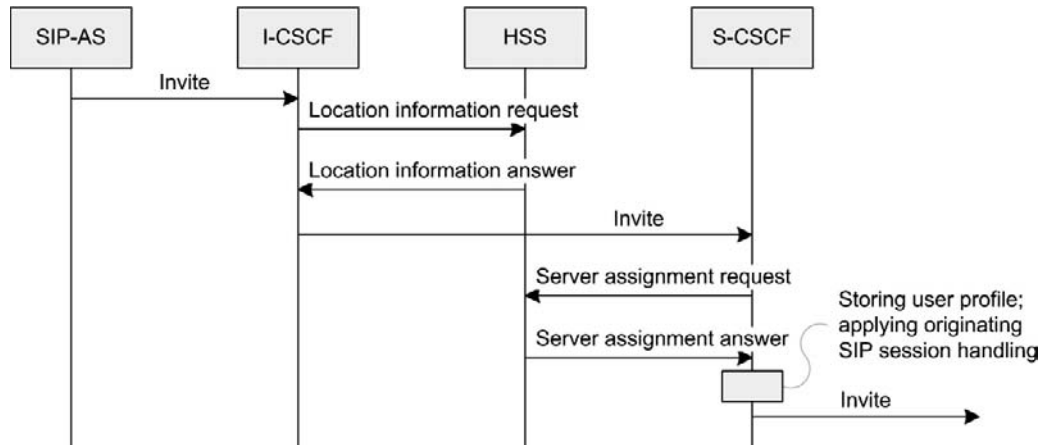 SIP-AS
I-CSCF
HSS
S-CSCF
Invite
Location information request
Location information answer
Invite
Server assignment request
Storing user profile;
applying originating
SIP session handling
Server assignment answer
Invite